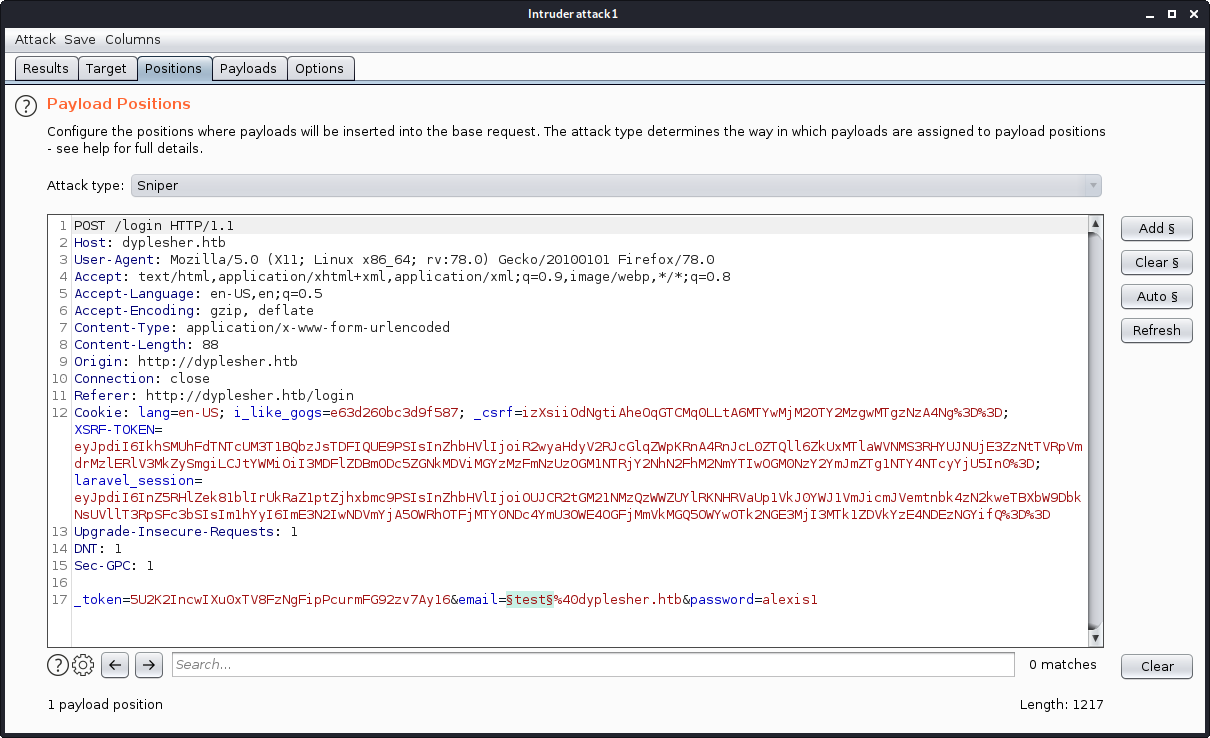 Intruder attack1
Attack Save Columns
Results Target Positions Payloads Options
? Payload Positions
Configure the positions where payloads will be inserted into the base request. The attack type determines the way in which payloads are assigned to payload positions
- see help for full details.
Attack type: Sniper
1 POST /login HTTP/1.1
2 Host: dyplesher.htb
3 User-Agent: Mozilla/5.0 (X11; Linux x86_64; rv:78.0) Gecko/20100101 Firefox/78.0
4 Accept: text/html,application/xhtml+xml,application/xml;q=0.9,image/webp,*/*;q=0.8
5 Accept-Language: en-US,en;q=0.5
6 Accept-Encoding: gzip, deflate
7 Content-Type: application/x-www-form-urlencoded
8 Content-Length: 88
9 Origin: http://dyplesher.htb
10 Connection: close
11 Referer: http://dyplesher.htb/login
12 Cookie: lang=en-US; i_like_gogs=e63d260bc3d9f587; _csrf=izXsiiOdNgtiAheOqGTCMq0LLtA6MTYwMjM2OTY2MzgwMTgzNzA4Ng%3D%3D;
XSRF-TOKEN=
eyJpdiI6IkhSMUhFdTNTcUM3T1BQbzJsTDFIQUE9PSIsInZhbHVlIjoiR2wyaHdyV2RJcGlqZWpKRnA4RnJcL0ZTQll6ZkUxMTlaWVNMS3RHYUJNUjE3ZzNtTVRpVm
drMzlERlV3MkZySmgiLCJtYWMiOiI3MDFlZDBmODc5ZGNkMDViMGYzMzFmNzUzOGM1NTRjY2NhN2FhM2NmYTIwOGM0NzY2YmJmZTg1NTY4NTcyYjU5In0%3D;
laravel_session=
eyJpdiI6InZ5RHlZek81blIrUkRaZ1ptZjhxbmc9PSIsInZhbHVlIjoiOUJCR2tGM21NMzQzWWZUYlRKNHRVaUp1VkJ0YWJ1VmJicmJVemtnbk4zN2kweTBXbW9Dbk
NsUVllT3RpSFc3bSIsIm1hYyI6ImE3N2IwNDVmYjA5OWRhOTFjMTY0NDc4YmU3OWE4OGFjMmVkMGQ5OWYwOTk2NGE3MjI3MTk1ZDVkYzE4NDEzNGYifQ%3D%3D
13 Upgrade-Insecure-Requests: 1
14 DNT: 1
15 Sec-GPC: 1
16
17 _token=5U2K2IncwIXu0xTV8FzNgFipPcurmFG92zv7Ay16&email=§test§%40dyplesher.htb&password=alexis1
Add §
Clear §
Auto §
Refresh
? Search... 0 matches Clear
1 payload position Length: 1217